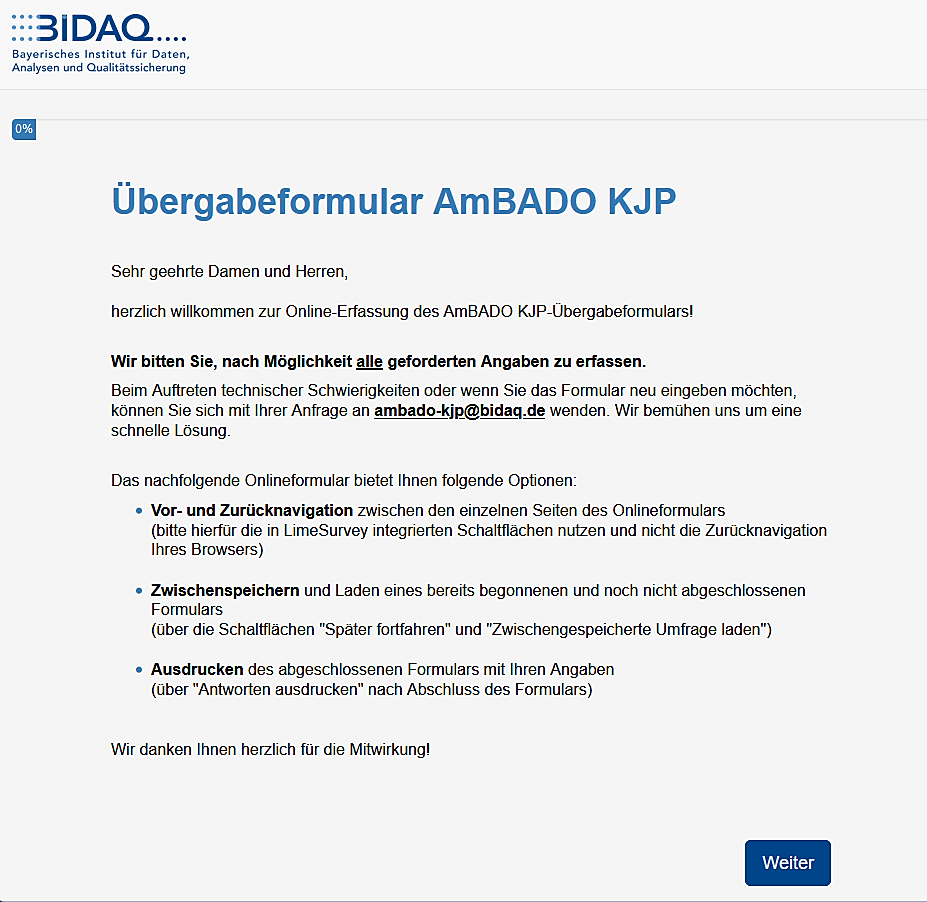 BIDAQ....
Bayerisches Institut für Daten,
Analysen und Qualitätssicherung
0%
Übergabeformular AmBADO KJP
Sehr geehrte Damen und Herren,
herzlich willkommen zur Online-Erfassung des AmBADO KJP-Übergabeformulars!
Wir bitten Sie, nach Möglichkeit alle geforderten Angaben zu erfassen.
Beim Auftreten technischer Schwierigkeiten oder wenn Sie das Formular neu eingeben möchten,
können Sie sich mit Ihrer Anfrage an ambado-kjp@bidaq.de wenden. Wir bemühen uns um eine
schnelle Lösung.
Das nachfolgende Onlineformular bietet Ihnen folgende Optionen:
• Vor- und Zurücknavigation zwischen den einzelnen Seiten des Onlineformulars
(bitte hierfür die in LimeSurvey integrierten Schaltflächen nutzen und nicht die Zurücknavigation
Ihres Browsers)
• Zwischenspeichern und Laden eines bereits begonnenen und noch nicht abgeschlossenen
Formulars
(über die Schaltflächen "Später fortfahren" und "Zwischengespeicherte Umfrage laden")
• Ausdrucken des abgeschlossenen Formulars mit Ihren Angaben
(über "Antworten ausdrucken" nach Abschluss des Formulars)
Wir danken Ihnen herzlich für die Mitwirkung!
Weiter